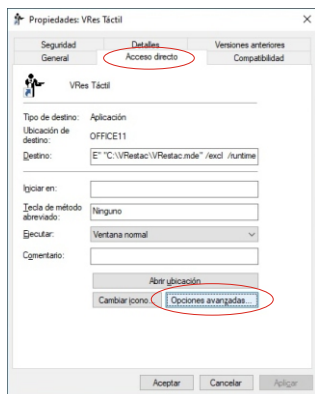 Propiedades: VRes Táctil
Seguridad Detalles Versiones anteriores
General Acceso directo Compatibilidad
VRes Táctil
Tipo de destino: Aplicación
Ubicación de destino: OFFICE11
Destino: E" "C:\VRestac\VRestac.mde" /excl /runtime
Iniciar en:
Tecla de método abreviado: Ninguno
Ejecutar: Ventana normal
Comentario:
Abrir ubicación
Cambiar icono... Opciones avanzadas...
Aceptar Cancelar Aplicar